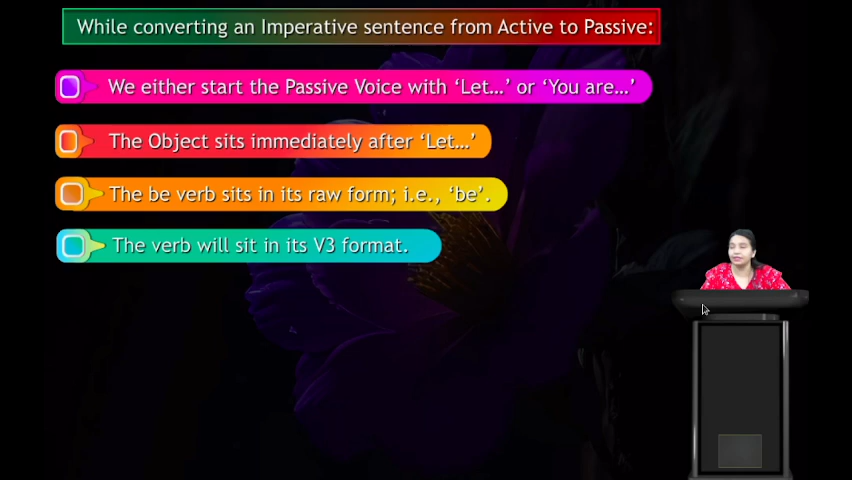 While converting an Imperative sentence from Active to Passive:
We either start the Passive Voice with ‘Let…’ or ‘You are…’
The Object sits immediately after ‘Let…’
The be verb sits in its raw form; i.e., ‘be’.
The verb will sit in its V3 format.